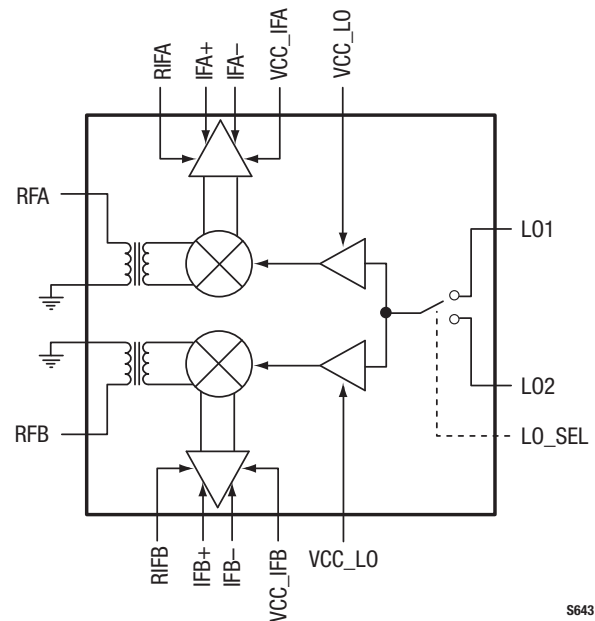 RIFA
IFA+
IFA–
VCC_IFA
VCC_LO
RFA
LO1
LO2
RFB
LO_SEL
RIFB
IFB+
IFB–
VCC_IFB
VCC_LO
S643